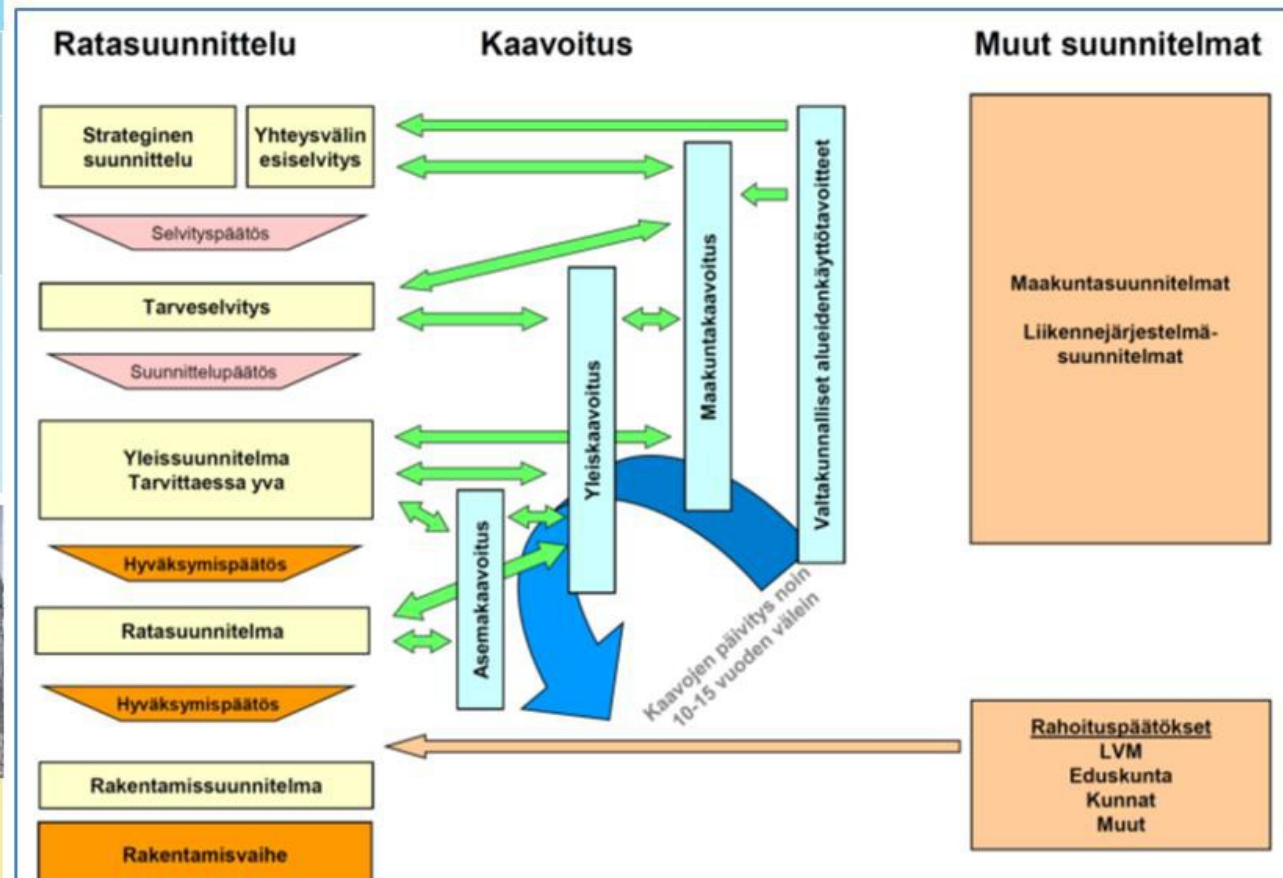 Ratasuunnittelu
Kaavoitus
Muut suunnitelmat
Strateginen
suunnittelu
Yhteysvälin
esiselvitys
Selvityspäätös
Tarveselvitys
Suunnittelupäätös
Yleissuunnitelma
Tarvittaessa yva
Hyväksymispäätös
Ratasuunnitelma
Hyväksymispäätös
Rakentamissuunnitelma
Rakentamisvaihe
Asemakaavoitus
Yleiskaavoitus
Maakuntakaavoitus
Valtakunnalliset alueidenkäyttötavoitteet
Kaavojen päivitys noin
10-15 vuoden välein
Maakuntasuunnitelmat
Liikennejärjestelmä-
suunnitelmat
Rahoituspäätökset
LVM
Eduskunta
Kunnat
Muut